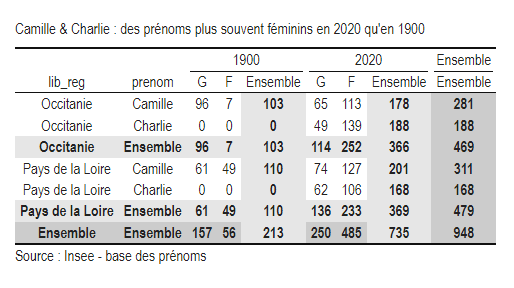 Camille & Charlie : des prénoms plus souvent féminins en 2020 qu'en 1900
1900 2020 Ensemble
lib_reg prenom G F Ensemble G F Ensemble Ensemble
Occitanie Camille 96 7 103 65 113 178 281
Occitanie Charlie 0 0 0 49 139 188 188
Occitanie Ensemble 96 7 103 114 252 366 469
Pays de la Loire Camille 61 49 110 74 127 201 311
Pays de la Loire Charlie 0 0 0 62 106 168 168
Pays de la Loire Ensemble 61 49 110 136 233 369 479
Ensemble Ensemble 157 56 213 250 485 735 948
Source : Insee - base des prénoms